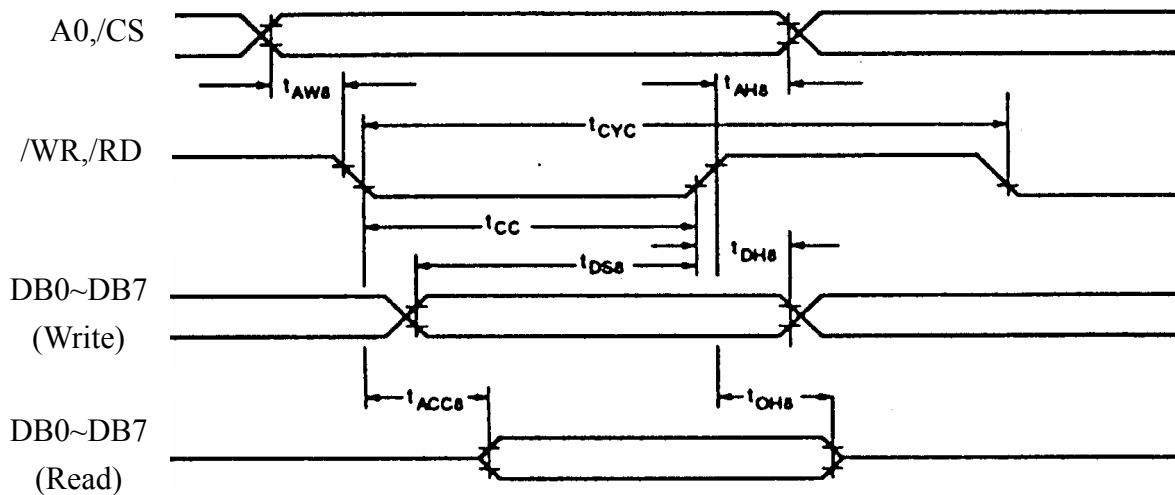 A0,/CS
tAW8
tAH8
tCYC
/WR,/RD
tCC
tDH8
tDS8
DB0~DB7
(Write)
tACC8
tOH8
DB0~DB7
(Read)